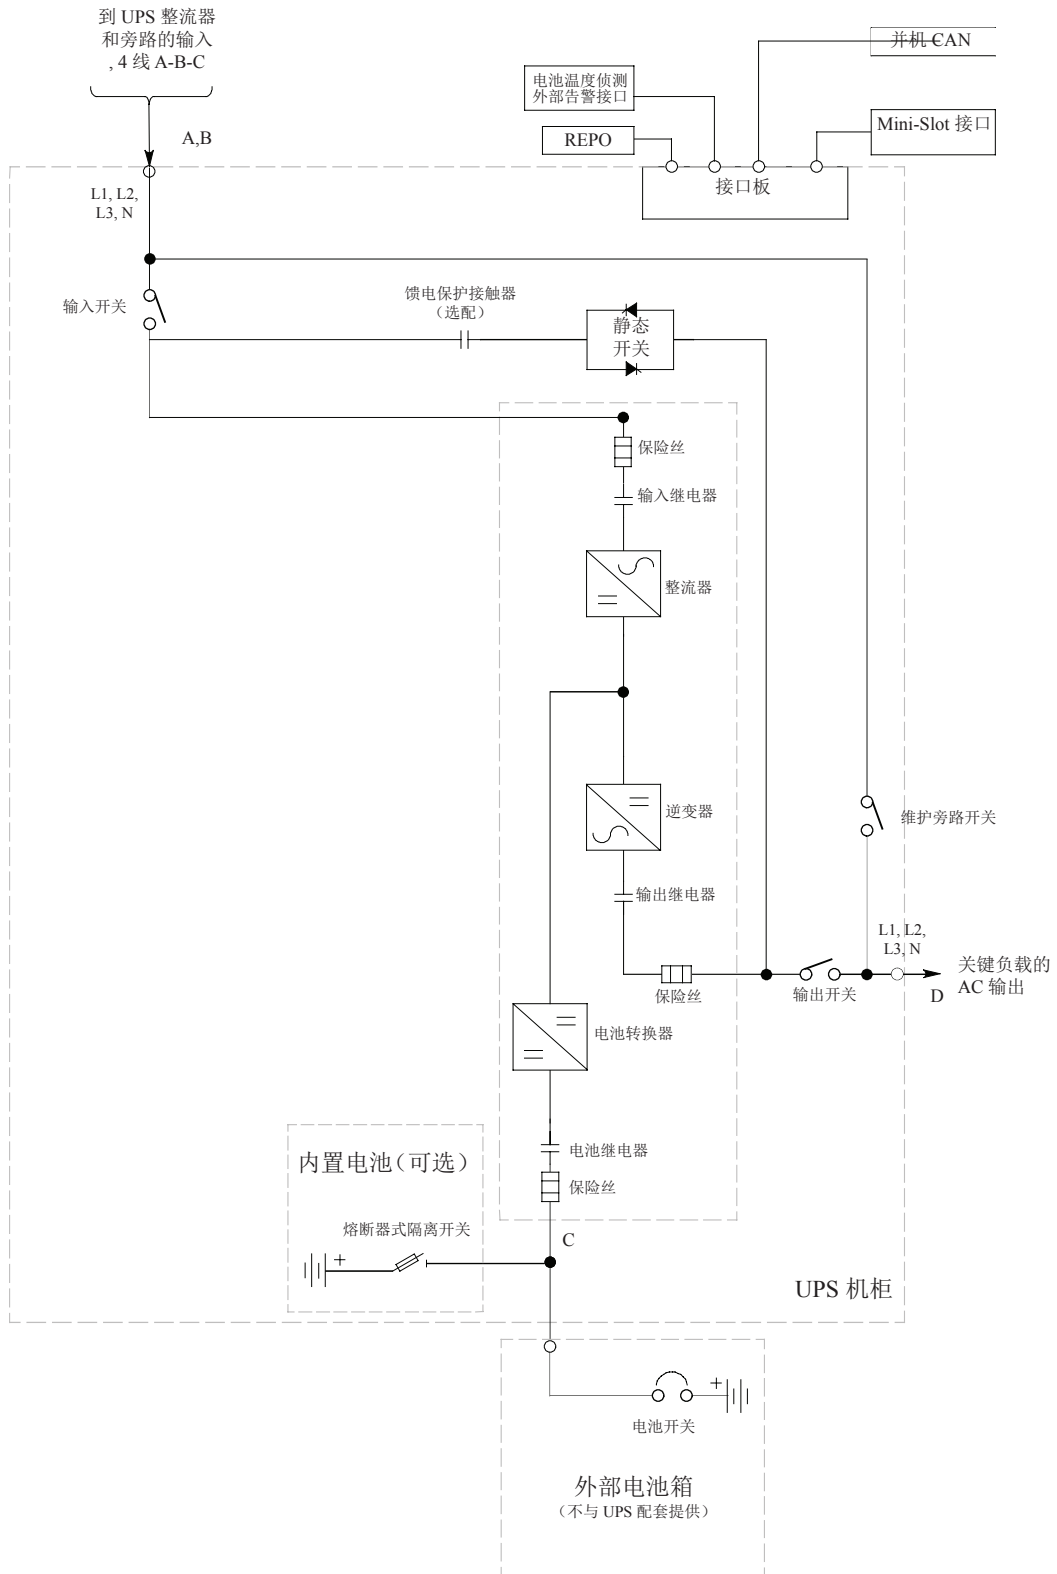 到 UPS 整流器
和旁路的输入
, 4 线 A-B-C
A,B
L1, L2,
L3, N
并机 CAN
电池温度侦测
外部告警接口
REPO
Mini-Slot 接口
接口板
输入开关
馈电保护接触器
（选配）
静态
开关
保险丝
输入继电器
整流器
逆变器
维护旁路开关
输出继电器
L1, L2,
L3, N
关键负载的
AC 输出
D
保险丝
输出开关
电池转换器
电池继电器
保险丝
内置电池（可选）
熔断器式隔离开关
+
C
UPS 机柜
+
电池开关
外部电池箱
（不与 UPS 配套提供）